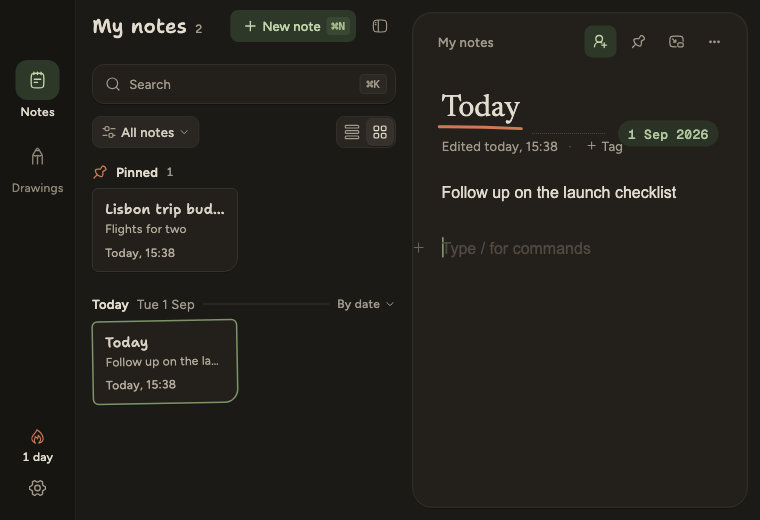 Notes
Drawings
1 day
My notes 2
+ New note ⌘N
Search ⌘K
All notes
Pinned 1
Lisbon trip bud...
Flights for two
Today, 15:38
Today Tue 1 Sep By date
Today
Follow up on the la...
Today, 15:38
My notes
Today
1 Sep 2026
Edited today, 15:38 · + Tag
Follow up on the launch checklist
+ Type / for commands